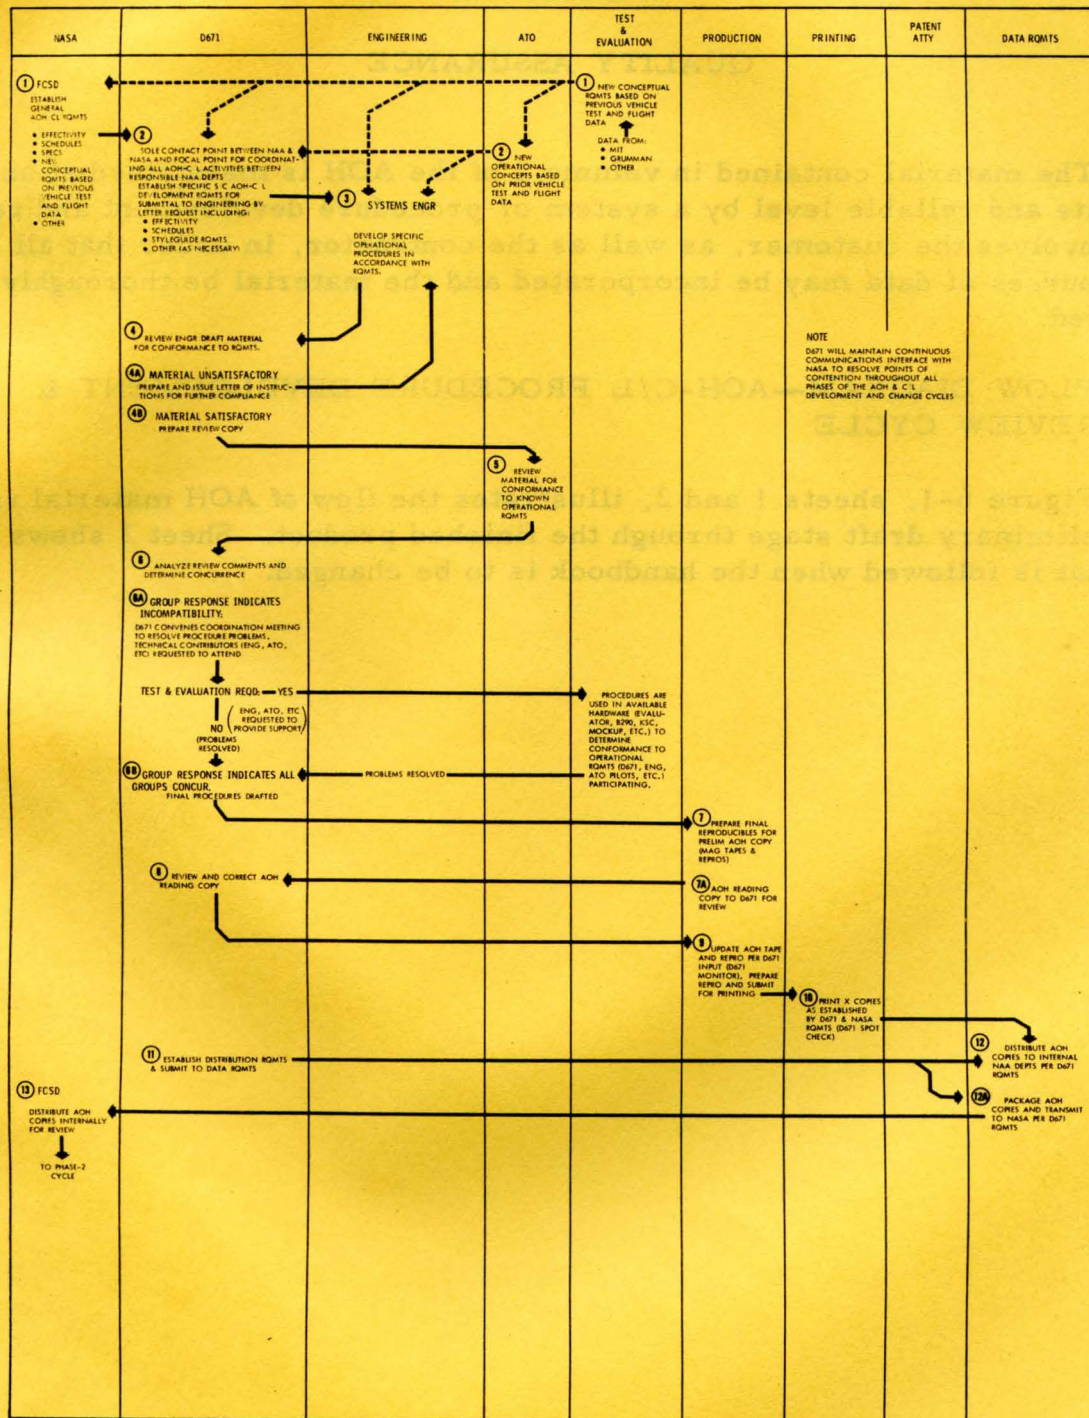 NASA
D671
ENGINEERING
ATO
TEST
&
EVALUATION
PRODUCTION
PRINTING
PATENT
ATTY
DATA RQMTS
QUALITY ASSURANCE
1 FCSD
ESTABLISH
GENERAL
AOH CL RQMTS
• EFFECTIVITY
• SCHEDULES
• SPECS
• NEW
CONCEPTUAL
RQMTS BASED
ON PREVIOUS
VEHICLE TEST
AND FLIGHT
DATA
• OTHER
2
SOLE CONTACT POINT BETWEEN NAA &
NASA AND FOCAL POINT FOR COORDINAT-
ING ALL AOH-C L ACTIVITIES BETWEEN
RESPONSIBLE NAA DEPTS
ESTABLISH SPECIFIC S C AOH-C L
DEVELOPMENT RQMTS FOR
SUBMITTAL TO ENGINEERING BY
LETTER REQUEST INCLUDING:
• EFFECTIVITY
• SCHEDULES
• STYLEGUIDE RQMTS
• OTHER (AS NECESSARY)
3
SYSTEMS ENGR
DEVELOP SPECIFIC
OPERATIONAL
PROCEDURES IN
ACCORDANCE WITH
RQMTS.
2
NEW
OPERATIONAL
CONCEPTS BASED
ON PRIOR VEHICLE
TEST AND FLIGHT
DATA
1
NEW CONCEPTUAL
RQMTS BASED ON
PREVIOUS VEHICLE
TEST AND FLIGHT
DATA
DATA FROM:
• MIT
• GRUMMAN
• OTHER
NOTE
D671 WILL MAINTAIN CONTINUOUS
COMMUNICATIONS INTERFACE WITH
NASA TO RESOLVE POINTS OF
CONTENTION THROUGHOUT ALL
PHASES OF THE AOH & C L
DEVELOPMENT AND CHANGE CYCLES
4
REVIEW ENGR DRAFT MATERIAL
FOR CONFORMANCE TO RQMTS.
4A MATERIAL UNSATISFACTORY
PREPARE AND ISSUE LETTER OF INSTRUC-
TIONS FOR FURTHER COMPLIANCE
4B MATERIAL SATISFACTORY
PREPARE REVIEW COPY
5
REVIEW
MATERIAL FOR
CONFORMANCE
TO KNOWN
OPERATIONAL
RQMTS
6
ANALYZE REVIEW COMMENTS AND
DETERMINE CONCURRENCE
6A GROUP RESPONSE INDICATES
INCOMPATIBILITY:
D671 CONVENES COORDINATION MEETING
TO RESOLVE PROCEDURE PROBLEMS.
TECHNICAL CONTRIBUTORS (ENG, ATO,
ETC) REQUESTED TO ATTEND
TEST & EVALUATION REQD: YES
NO
(ENG, ATO, ETC
REQUESTED TO
PROVIDE SUPPORT)
(PROBLEMS
RESOLVED)
PROCEDURES ARE
USED IN AVAILABLE
HARDWARE (EVALU-
ATOR, B290, KSC,
MOCKUP, ETC.) TO
DETERMINE
CONFORMANCE TO
OPERATIONAL
RQMTS (D671, ENG,
ATO PILOTS, ETC.)
PARTICIPATING.
6B GROUP RESPONSE INDICATES ALL
GROUPS CONCUR.
FINAL PROCEDURES DRAFTED
PROBLEMS RESOLVED
7
PREPARE FINAL
REPRODUCIBLES FOR
PRELIM AOH COPY
(MAG TAPES &
REPROS)
7A
AOH READING
COPY TO D671 FOR
REVIEW
8
REVIEW AND CORRECT AOH
READING COPY
9
UPDATE AOH TAPE
AND REPRO PER D671
INPUT (D671
MONITOR). PREPARE
REPRO AND SUBMIT
FOR PRINTING
10
PRINT X COPIES
AS ESTABLISHED
BY D671 & NASA
RQMTS (D671 SPOT
CHECK)
11
ESTABLISH DISTRIBUTION RQMTS
& SUBMIT TO DATA RQMTS
12
DISTRIBUTE AOH
COPIES TO INTERNAL
NAA DEPTS PER D671
RQMTS
12A
PACKAGE AOH
COPIES AND TRANSMIT
TO NASA PER D671
RQMTS
13 FCSD
DISTRIBUTE AOH
COPIES INTERNALLY
FOR REVIEW
TO PHASE-2
CYCLE